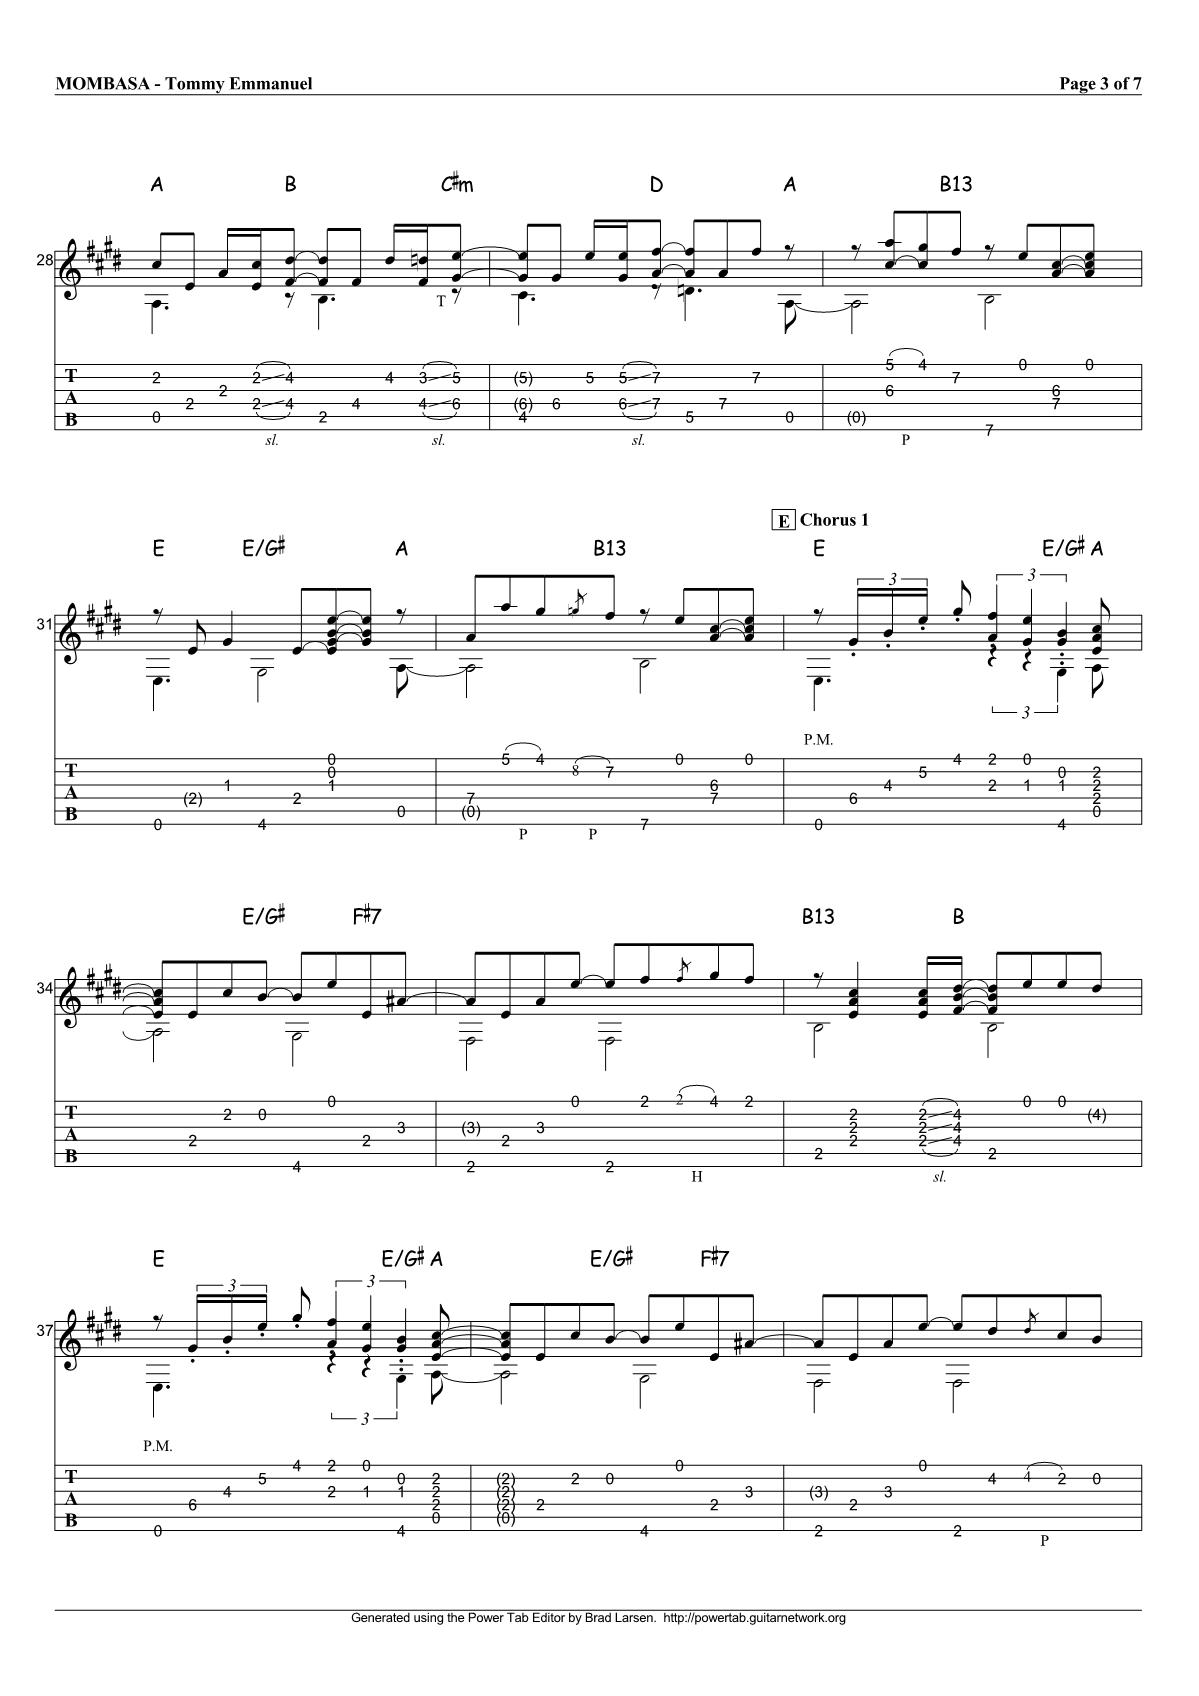 MOMBASA - Tommy Emmanuel Page 3 of 7
A B C#m D A B13
28
T
T 2 2 2 2 4 4 3 5 (5) 5 5 7 7 5 4 7 0 0
A 2 2 4 4 4 6 (6) 6 6 7 7 6 6 7
B 0 2 4 5 0 (0) 7
sl. sl. sl. P
E Chorus 1
E E/G# A B13 E E/G# A
31 3 3
3
P.M.
T 0 0 5 4 8 7 0 0 5 4 2 0 0 2
A (2) 1 2 1 7 6 7 6 4 2 1 1 2 2
B 0 4 0 (0) 7 0 4 0
P P
E/G# F#7 B13 B
34
T 2 0 0 0 2 2 4 2 2 2 4 0 0 (4)
A 2 2 3 (3) 2 3 2 2 2 2 4 4
B 4 2 2 2 2
H sl.
E E/G# A E/G# F#7
37 3 3
3
P.M.
T 5 4 2 0 0 2 (2) 2 0 0 0 4 4 2 0
A 6 4 2 1 1 2 2 (2) (2) 2 2 3 (3) 2 3
B 0 4 0 (0) 4 2 2
P
Generated using the Power Tab Editor by Brad Larsen. http://powertab.guitarnetwork.org